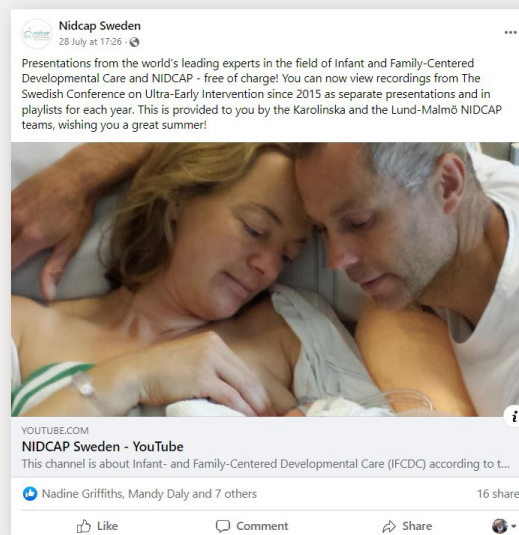 Nidcap Sweden
28 July at 17:26 ·
Presentations from the world's leading experts in the field of Infant and Family-Centered
Developmental Care and NIDCAP - free of charge! You can now view recordings from The
Swedish Conference on Ultra-Early Intervention since 2015 as separate presentations and in
playlists for each year. This is provided to you by the Karolinska and the Lund-Malmö NIDCAP
teams, wishing you a great summer!
YOUTUBE.COM
NIDCAP Sweden - YouTube
This channel is about Infant- and Family-Centered Developmental Care (IFCDC) according to t...
Nadine Griffiths, Mandy Daly and 7 others
16 share
Like
Comment
Share